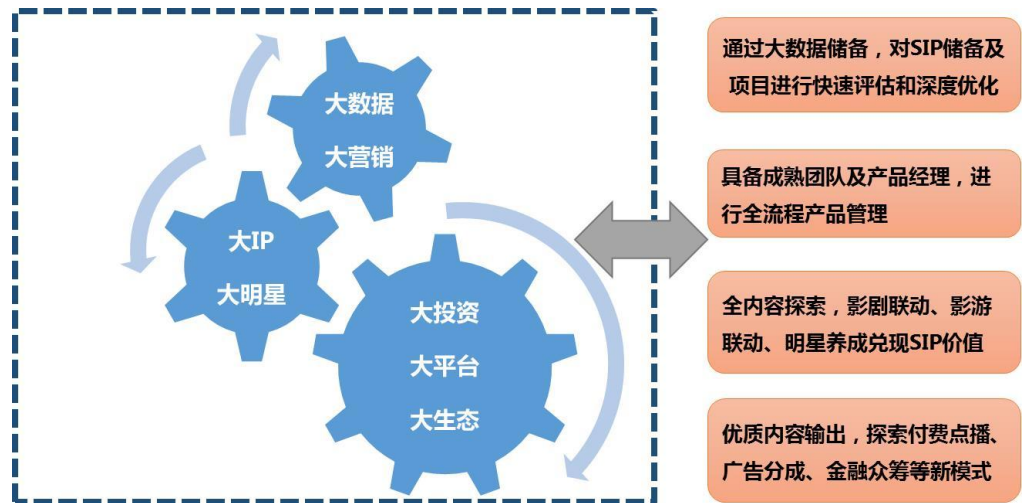 大数据
大营销
大IP
大明星
大投资
大平台
大生态
通过大数据储备，对SIP储备及
项目进行快速评估和深度优化
具备成熟团队及产品经理，进
行全流程产品管理
全内容探索，影剧联动、影游
联动、明星养成兑现SIP价值
优质内容输出，探索付费点播、
广告分成、金融众筹等新模式